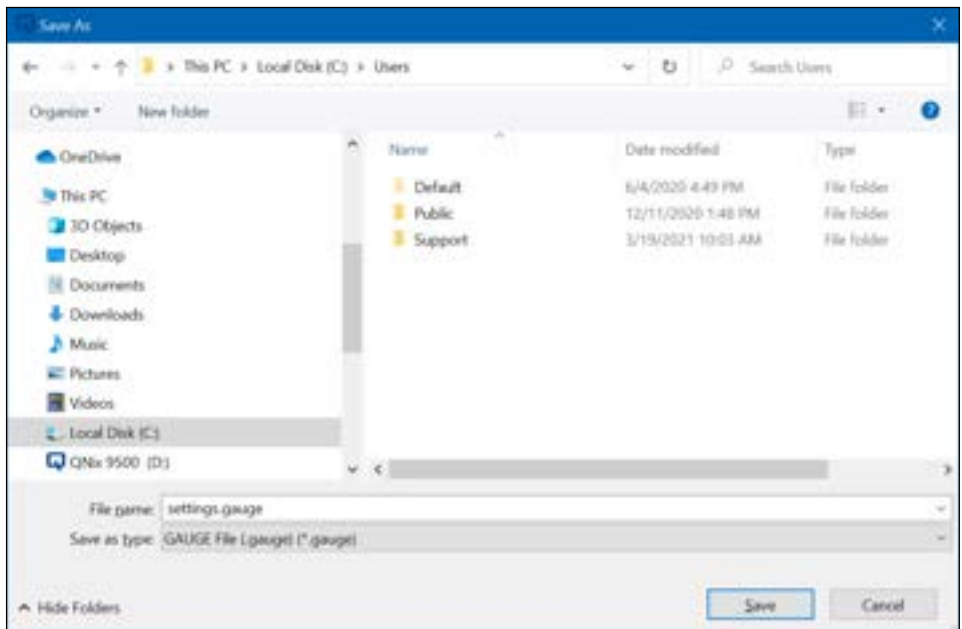 Save As
This PC > Local Disk (C:) > Users
Search Users
Organize
New folder
Name Date modified Type
OneDrive
This PC
3D Objects
Desktop
Documents
Downloads
Music
Pictures
Videos
Local Disk (C:)
QNix 9500 (D:)
Default 6/4/2020 4:49 PM File folder
Public 12/11/2020 1:48 PM File folder
Support 3/19/2021 10:03 AM File folder
File name: settings.gauge
Save as type: GAUGE File (.gauge) (*.gauge)
Hide Folders
Save
Cancel